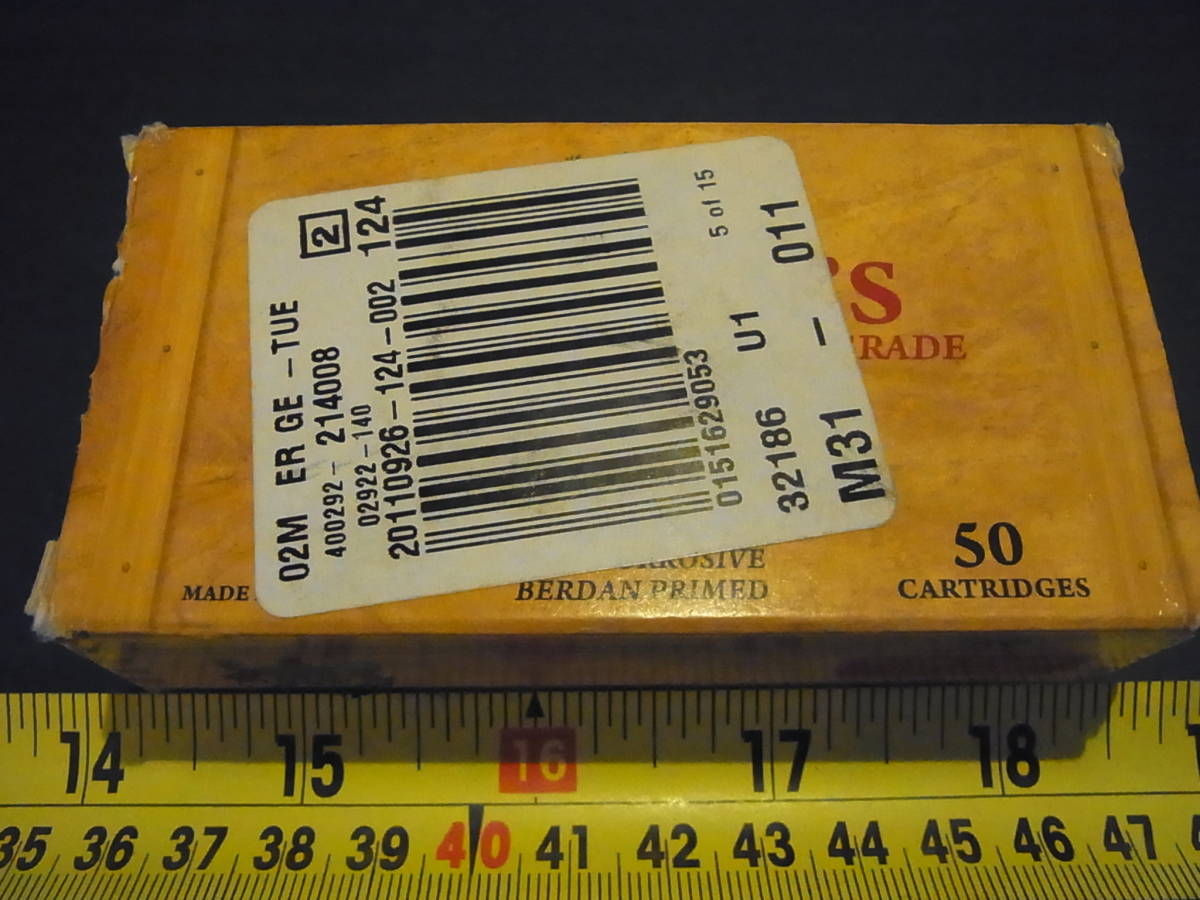 02M ER GE -TUE 2
400292- 214008
02922-140
20110926-124-002 124
0151629053
5 of 15
32186 U1
M31 - 011
'S
RADE
MADE
BERDAN PRIMED
50
CARTRIDGES
14 15 16 17 18
35 36 37 38 39 40 41 42 43 44 45 46 47